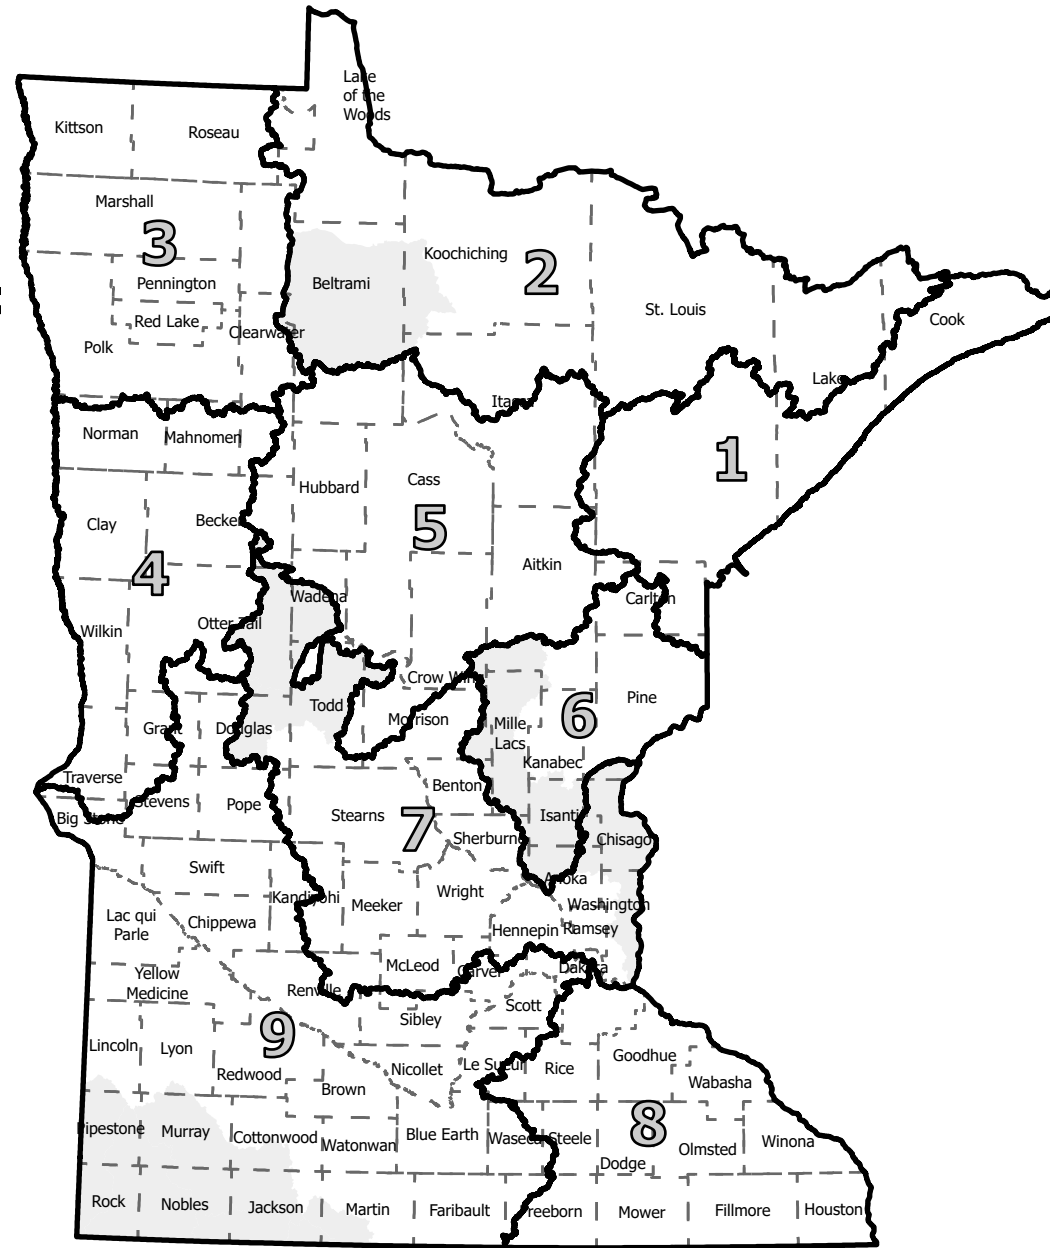 Lake
of the
Woods
Kittson
Roseau
Marshall
3
Koochiching
2
Pennington
Beltrami
Red Lake
St. Louis
Cook
Clearwater
Polk
Lake
Itasca
Norman
Mahnomen
1
Cass
Hubbard
Clay
Becker
5
Aitkin
4
Wadena
Carlton
Otter Tail
Wilkin
Crow Wing
Pine
Todd
6
Morrison
Mille
Lacs
Grant
Douglas
Kanabec
Traverse
Benton
Stevens
Pope
Big Stone
Stearns
7
Isanti
Sherburne
Chisago
Swift
Anoka
Kandiyohi
Wright
Meeker
Washington
Lac qui
Parle
Chippewa
Hennepin
Ramsey
McLeod
Carver
Dakota
Yellow
Medicine
Renville
Scott
Sibley
9
Lincoln
Lyon
Goodhue
Le Sueur
Rice
Nicollet
Redwood
Wabasha
Brown
8
Pipestone
Murray
Cottonwood
Watonwan
Blue Earth
Waseca
Steele
Olmsted
Winona
Dodge
Rock
Nobles
Jackson
Martin
Faribault
Freeborn
Mower
Fillmore
Houston